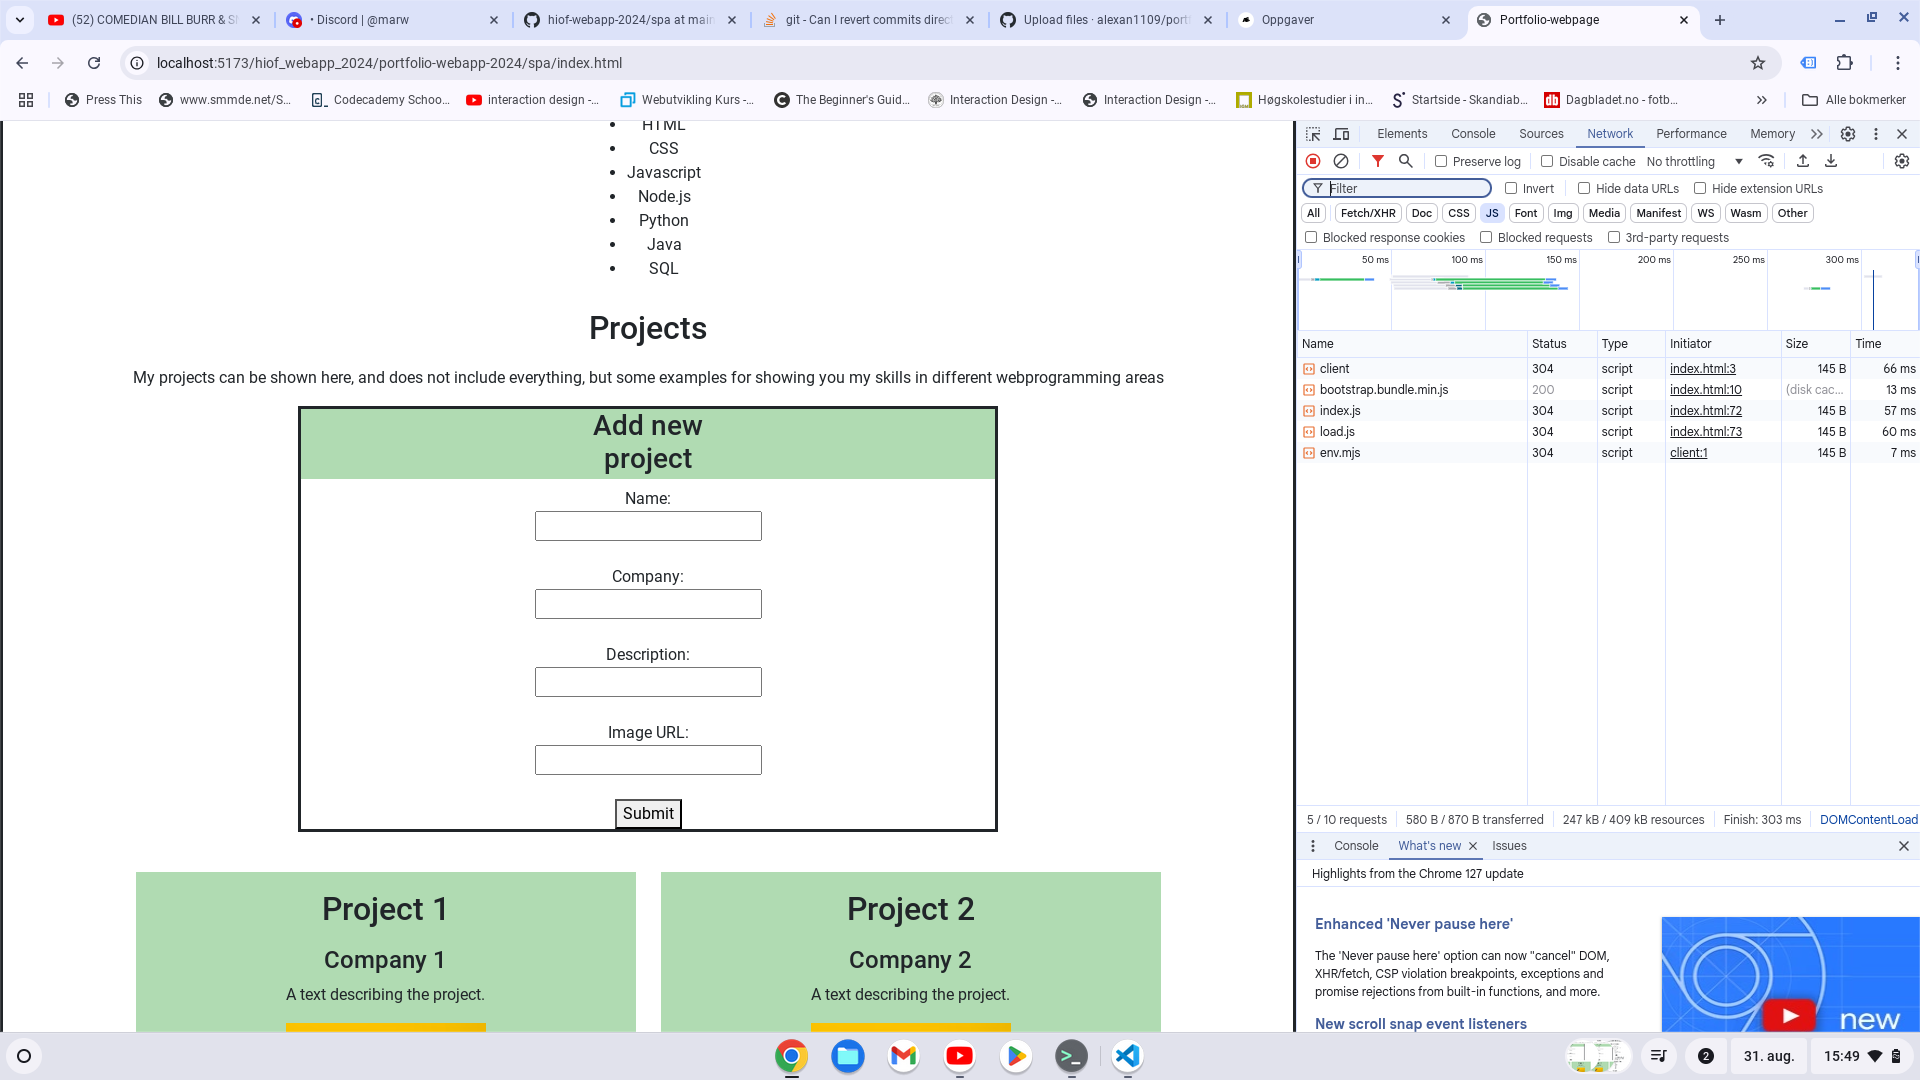 (52) COMEDIAN BILL BURR & S
• Discord | @marw
hiof-webapp-2024/spa at main
git - Can I revert commits direc
Upload files · alexan1109/portf
Oppgaver
Portfolio-webpage
localhost:5173/hiof_webapp_2024/portfolio-webapp-2024/spa/index.html
Press This
www.smmde.net/S...
Codecademy Schoo...
interaction design -...
Webutvikling Kurs -...
The Beginner's Guid...
Interaction Design -...
Interaction Design -...
Høgskolestudier i in...
Startside - Skandiab...
Dagbladet.no - fotb...
Alle bokmerker
HTML
CSS
Javascript
Node.js
Python
Java
SQL
Projects
My projects can be shown here, and does not include everything, but some examples for showing you my skills in different webprogramming areas
Add new
project
Name:
Company:
Description:
Image URL:
Submit
Project 1
Company 1
A text describing the project.
Project 2
Company 2
A text describing the project.
Elements Console Sources Network Performance Memory
Preserve log Disable cache No throttling
Filter Invert Hide data URLs Hide extension URLs
All Fetch/XHR Doc CSS JS Font Img Media Manifest WS Wasm Other
Blocked response cookies Blocked requests 3rd-party requests
50 ms 100 ms 150 ms 200 ms 250 ms 300 ms
Name Status Type Initiator Size Time
client 304 script index.html:3 145 B 66 ms
bootstrap.bundle.min.js 200 script index.html:10 (disk cac... 13 ms
index.js 304 script index.html:72 145 B 57 ms
load.js 304 script index.html:73 145 B 60 ms
env.mjs 304 script client:1 145 B 7 ms
5 / 10 requests 580 B / 870 B transferred 247 kB / 409 kB resources Finish: 303 ms DOMContentLoad
Console What's new Issues
Highlights from the Chrome 127 update
Enhanced 'Never pause here'
The 'Never pause here' option can now "cancel" DOM,
XHR/fetch, CSP violation breakpoints, exceptions and
promise rejections from built-in functions, and more.
New scroll snap event listeners
new
2
31. aug.
15:49